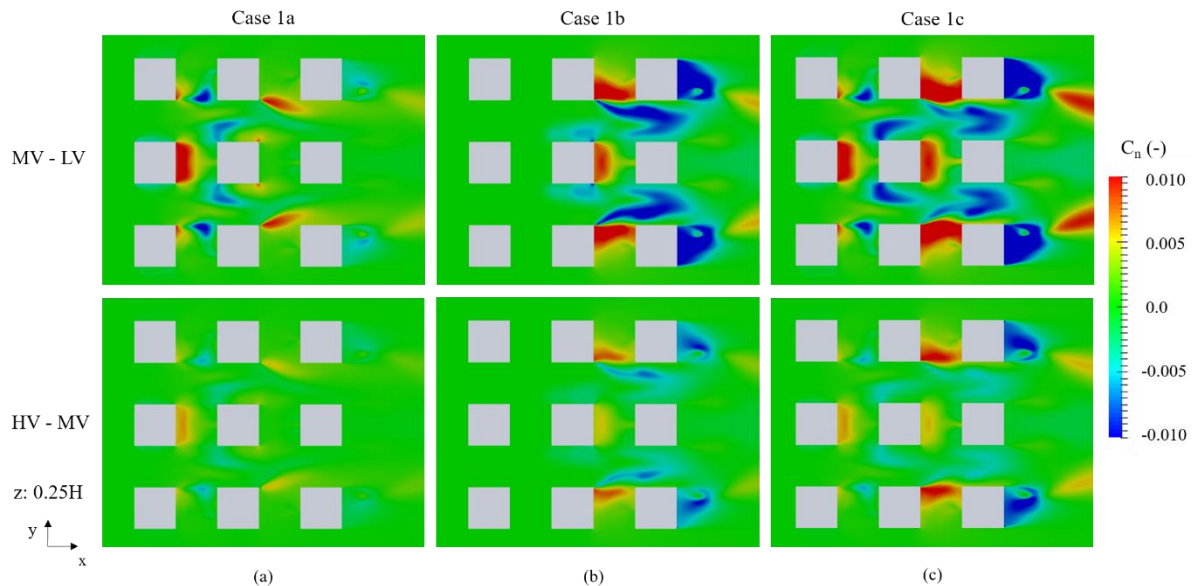 Case 1a
Case 1b
Case 1c
MV - LV
C_n (-)
0.010
0.005
0.0
-0.005
-0.010
HV - MV
z: 0.25H
y
x
(a)
(b)
(c)